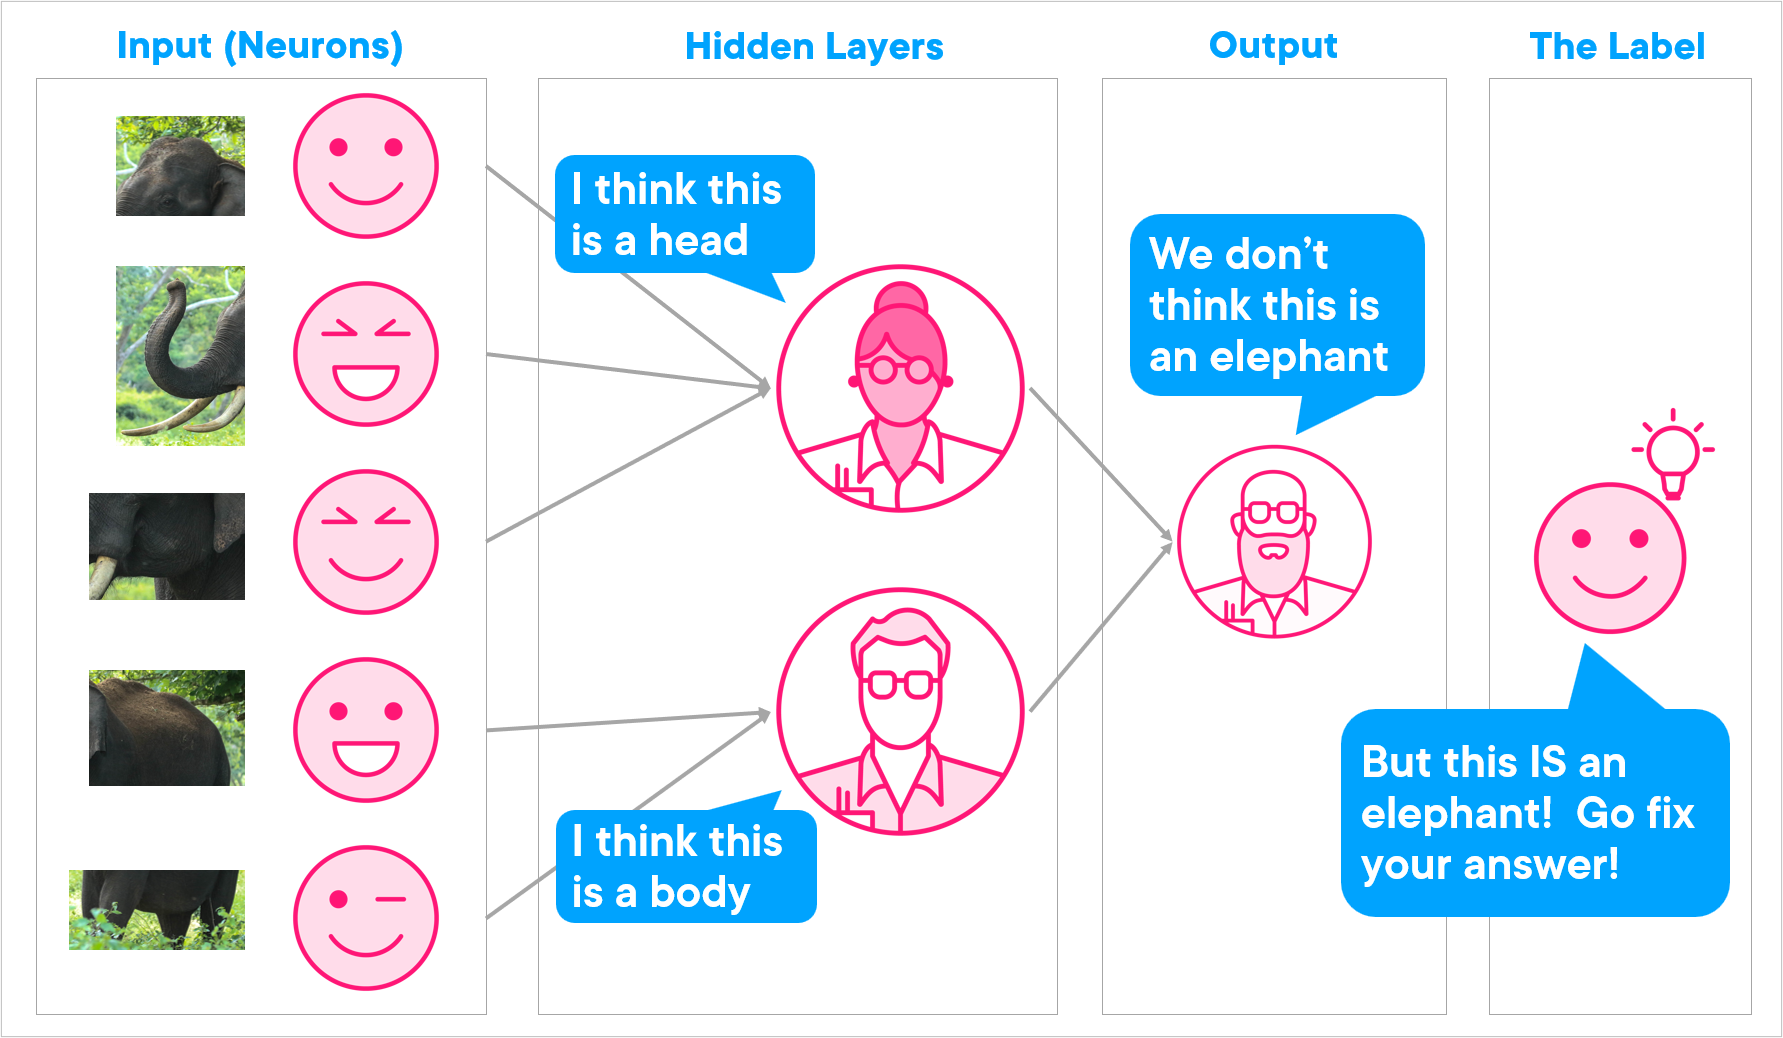 Input (Neurons)
Hidden Layers
Output
The Label
I think this
is a head
We don’t
think this is
an elephant
I think this
is a body
But this IS an
elephant!  Go fix
your answer!